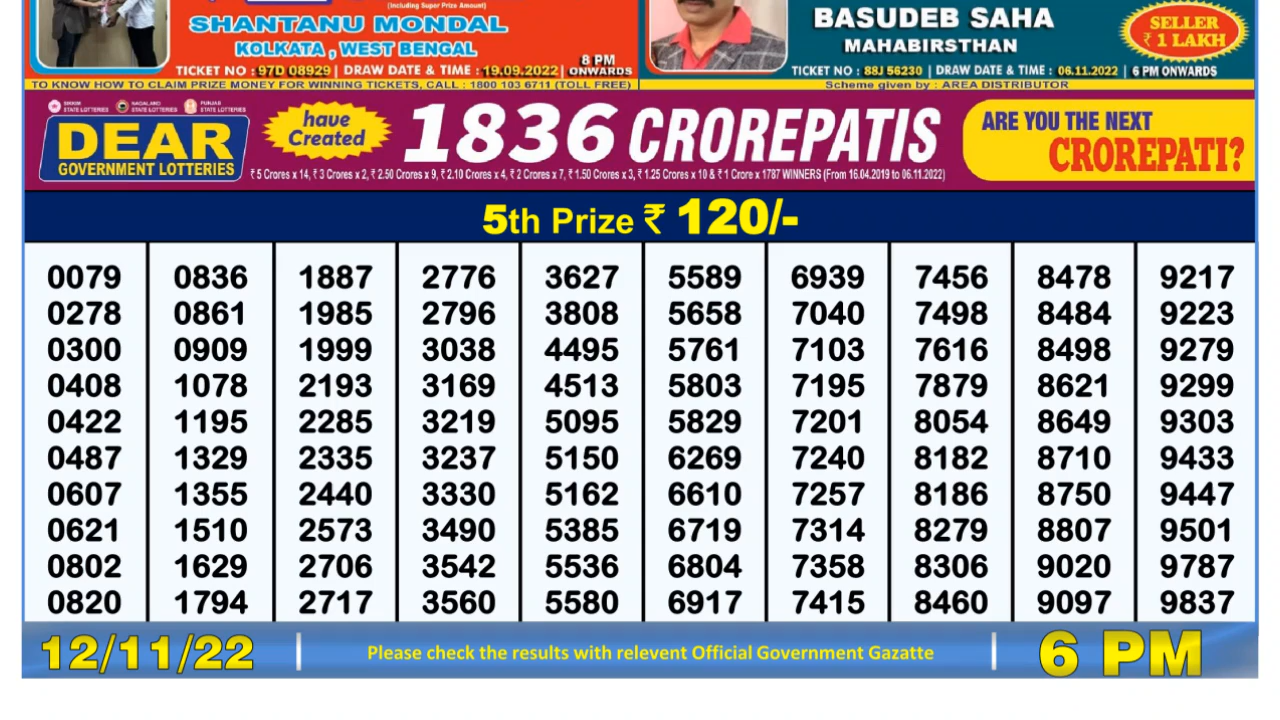 (Including Super Prize Amount)
SHANTANU MONDAL
KOLKATA , WEST BENGAL
TICKET NO : 97D 08929 | DRAW DATE & TIME : 19.09.2022 | 8 PM ONWARDS
BASUDEB SAHA
MAHABIRSTHAN
SELLER
₹ 1 LAKH
TICKET NO : 88J 56230 | DRAW DATE & TIME : 06.11.2022 | 6 PM ONWARDS
TO KNOW HOW TO CLAIM PRIZE MONEY FOR WINNING TICKETS, CALL : 1800 103 6711 (TOLL FREE)
Scheme given by : AREA DISTRIBUTOR
SIKKIM STATE LOTTERIES NAGALAND STATE LOTTERIES PUNJAB STATE LOTTERIES
DEAR
GOVERNMENT LOTTERIES
have
Created
1836 CROREPATIS
₹ 5 Crores x 14, ₹ 3 Crores x 2, ₹ 2.50 Crores x 9, ₹ 2.10 Crores x 4, ₹ 2 Crores x 7, ₹ 1.50 Crores x 3, ₹ 1.25 Crores x 10 & ₹ 1 Crore x 1787 WINNERS (From 16.04.2019 to 06.11.2022)
ARE YOU THE NEXT
CROREPATI?
5th Prize ₹ 120/-
0079 0836 1887 2776 3627 5589 6939 7456 8478 9217
0278 0861 1985 2796 3808 5658 7040 7498 8484 9223
0300 0909 1999 3038 4495 5761 7103 7616 8498 9279
0408 1078 2193 3169 4513 5803 7195 7879 8621 9299
0422 1195 2285 3219 5095 5829 7201 8054 8649 9303
0487 1329 2335 3237 5150 6269 7240 8182 8710 9433
0607 1355 2440 3330 5162 6610 7257 8186 8750 9447
0621 1510 2573 3490 5385 6719 7314 8279 8807 9501
0802 1629 2706 3542 5536 6804 7358 8306 9020 9787
0820 1794 2717 3560 5580 6917 7415 8460 9097 9837
12/11/22 | Please check the results with relevent Official Government Gazatte | 6 PM